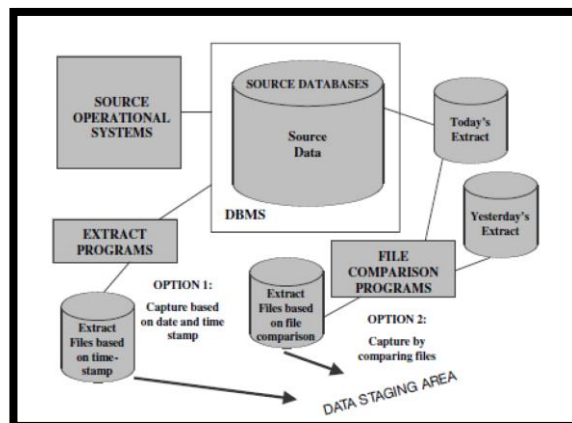 SOURCE
OPERATIONAL
SYSTEMS
SOURCE DATABASES
Source
Data
DBMS
Today's
Extract
Yesterday's
Extract
EXTRACT
PROGRAMS
FILE
COMPARISON
PROGRAMS
OPTION 1:
Capture based
on date and time
stamp
Extract
Files based
on time-
stamp
Extract
Files based
on file
comparison
OPTION 2:
Capture by
comparing files
DATA STAGING AREA